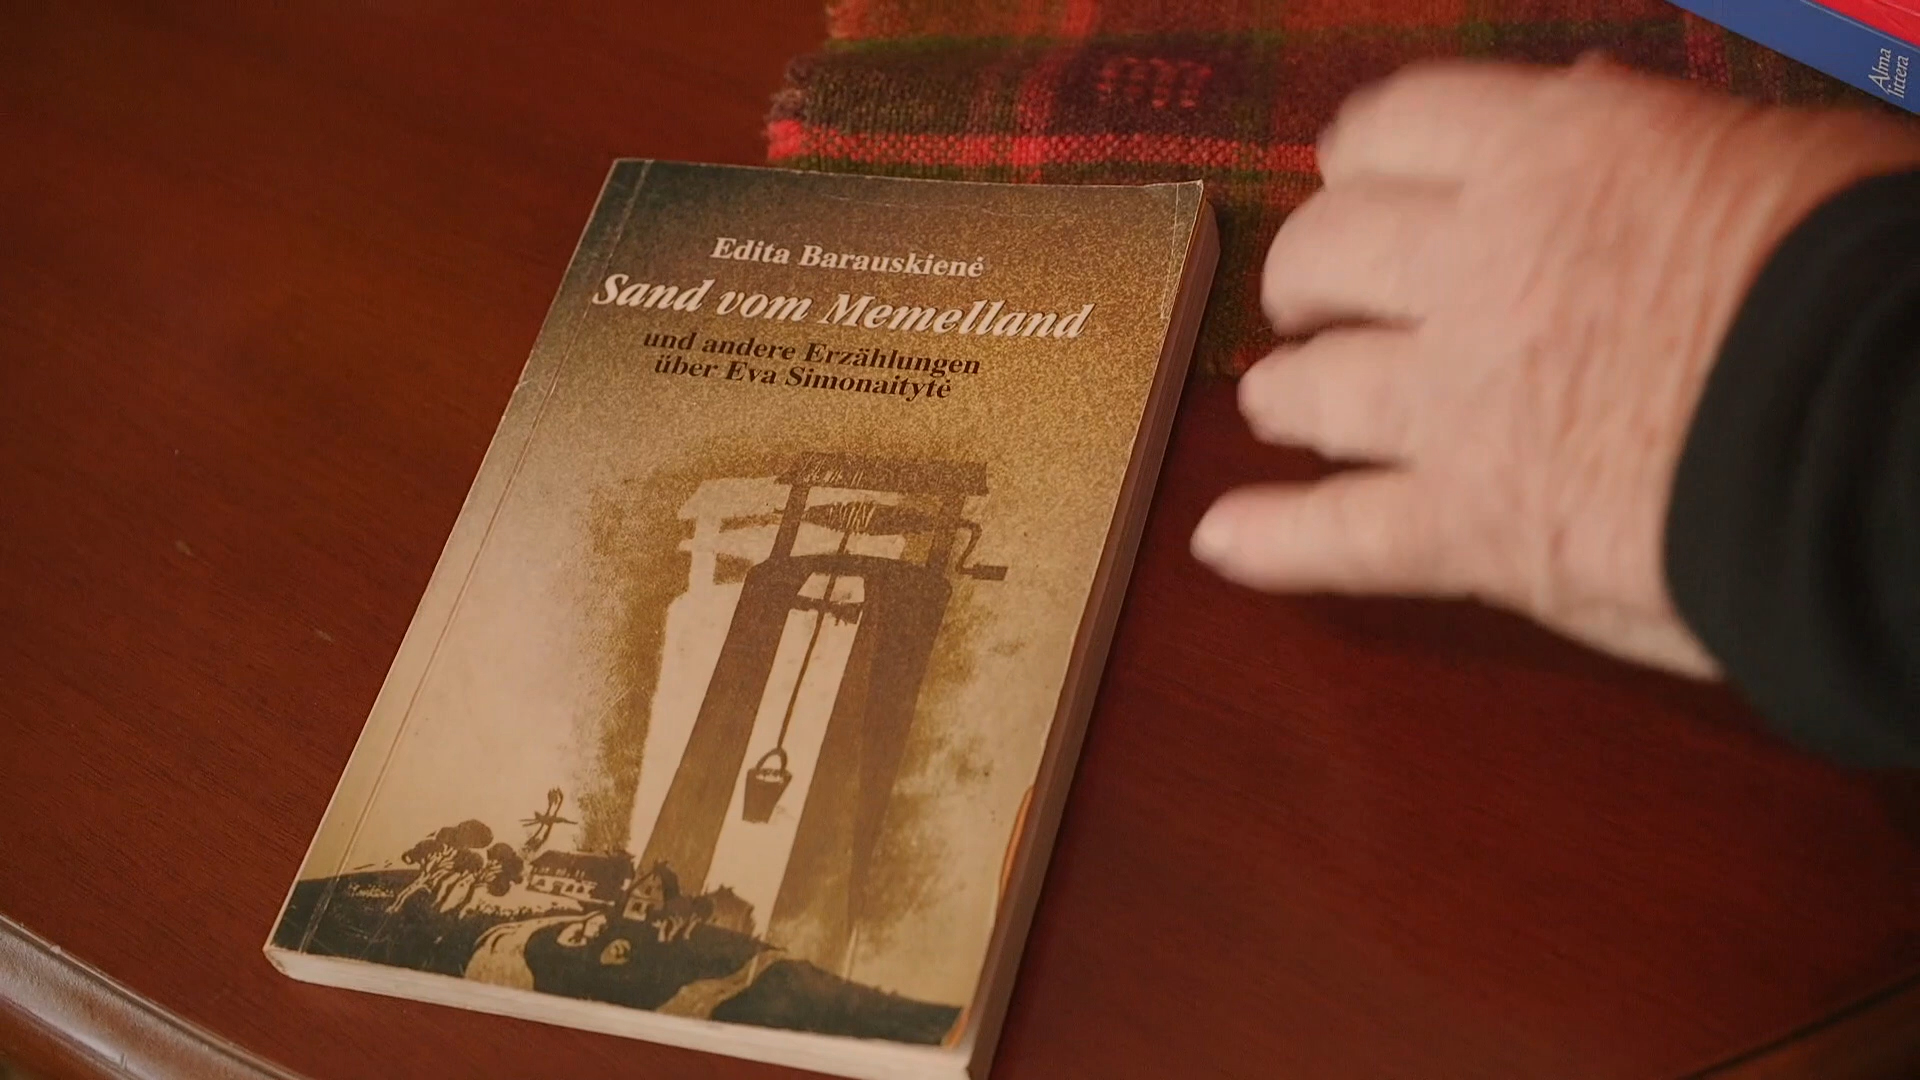 Edita Barauskienė
Sand vom Memelland
und andere Erzählungen
über Eva Simonaitytė
Alma
littera